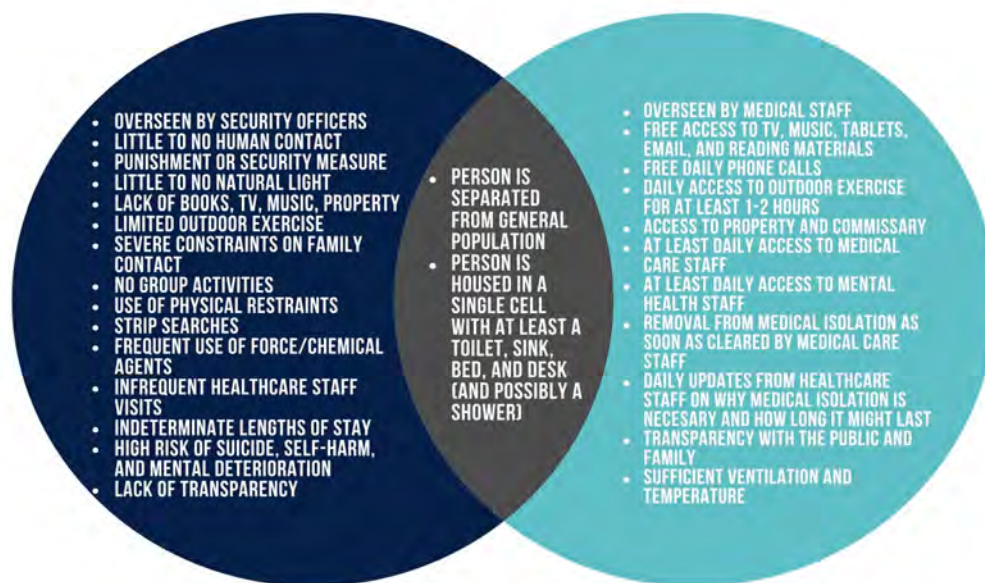 • OVERSEEN BY SECURITY OFFICERS
• LITTLE TO NO HUMAN CONTACT
• PUNISHMENT OR SECURITY MEASURE
• LITTLE TO NO NATURAL LIGHT
• LACK OF BOOKS, TV, MUSIC, PROPERTY
• LIMITED OUTDOOR EXERCISE
• SEVERE CONSTRAINTS ON FAMILY
CONTACT
• NO GROUP ACTIVITIES
• USE OF PHYSICAL RESTRAINTS
• STRIP SEARCHES
• FREQUENT USE OF FORCE/CHEMICAL
AGENTS
• INFREQUENT HEALTHCARE STAFF
VISITS
• INDETERMINATE LENGTHS OF STAY
• HIGH RISK OF SUICIDE, SELF-HARM,
AND MENTAL DETERIORATION
• LACK OF TRANSPARENCY
• PERSON IS
SEPARATED
FROM GENERAL
POPULATION
• PERSON IS
HOUSED IN A
SINGLE CELL
WITH AT LEAST A
TOILET, SINK,
BED, AND DESK
(AND POSSIBLY A
SHOWER)
• OVERSEEN BY MEDICAL STAFF
• FREE ACCESS TO TV, MUSIC, TABLETS,
EMAIL, AND READING MATERIALS
• FREE DAILY PHONE CALLS
• DAILY ACCESS TO OUTDOOR EXERCISE
FOR AT LEAST 1-2 HOURS
• ACCESS TO PROPERTY AND COMMISSARY
• AT LEAST DAILY ACCESS TO MEDICAL
CARE STAFF
• AT LEAST DAILY ACCESS TO MENTAL
HEALTH STAFF
• REMOVAL FROM MEDICAL ISOLATION AS
SOON AS CLEARED BY MEDICAL CARE
STAFF
• DAILY UPDATES FROM HEALTHCARE
STAFF ON WHY MEDICAL ISOLATION IS
NECESARY AND HOW LONG IT MIGHT LAST
• TRANSPARENCY WITH THE PUBLIC AND
FAMILY
• SUFFICIENT VENTILATION AND
TEMPERATURE